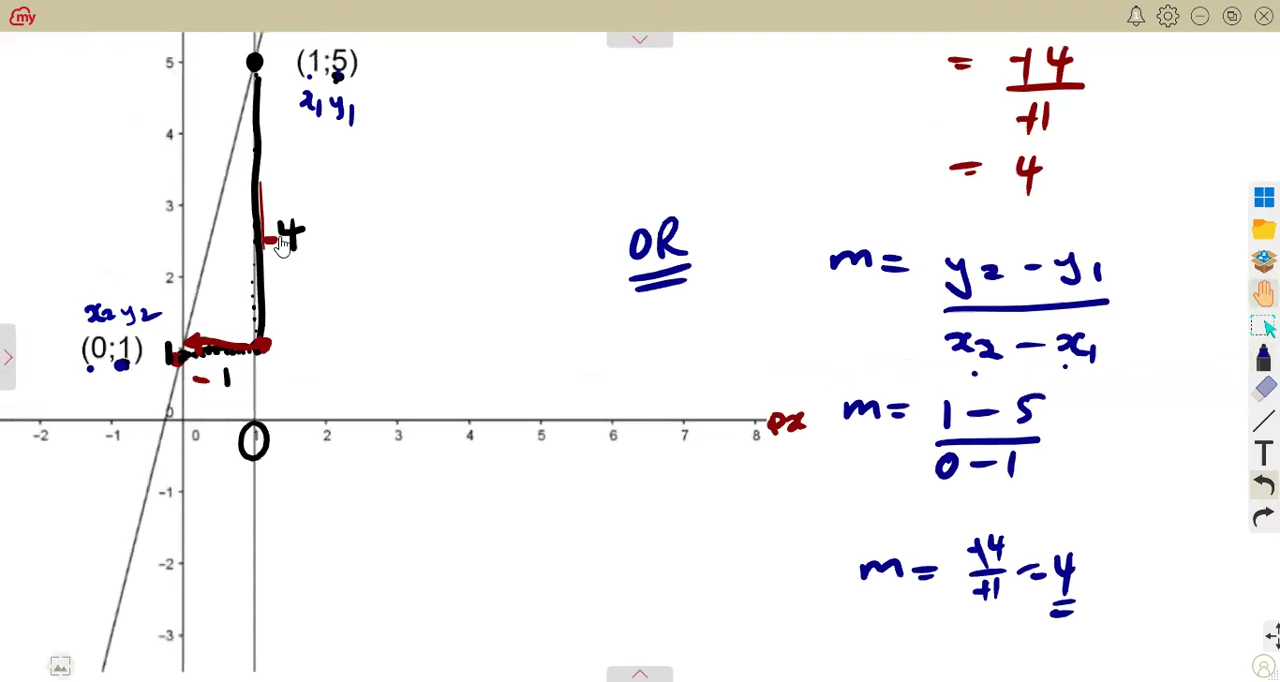 my
5
(1;5)
x₁ y₁
= +4/+1
4
= 4
3
-4
OR
m = y₂ - y₁ / x₂ - x₁
2
x₂ y₂
(0;1)
1
-1
0
-2 -1 0 1 2 3 4 5 6 7 8
m = 1 - 5 / 0 - 1
-1
m = +4/+1 = 4
-2
-3
T